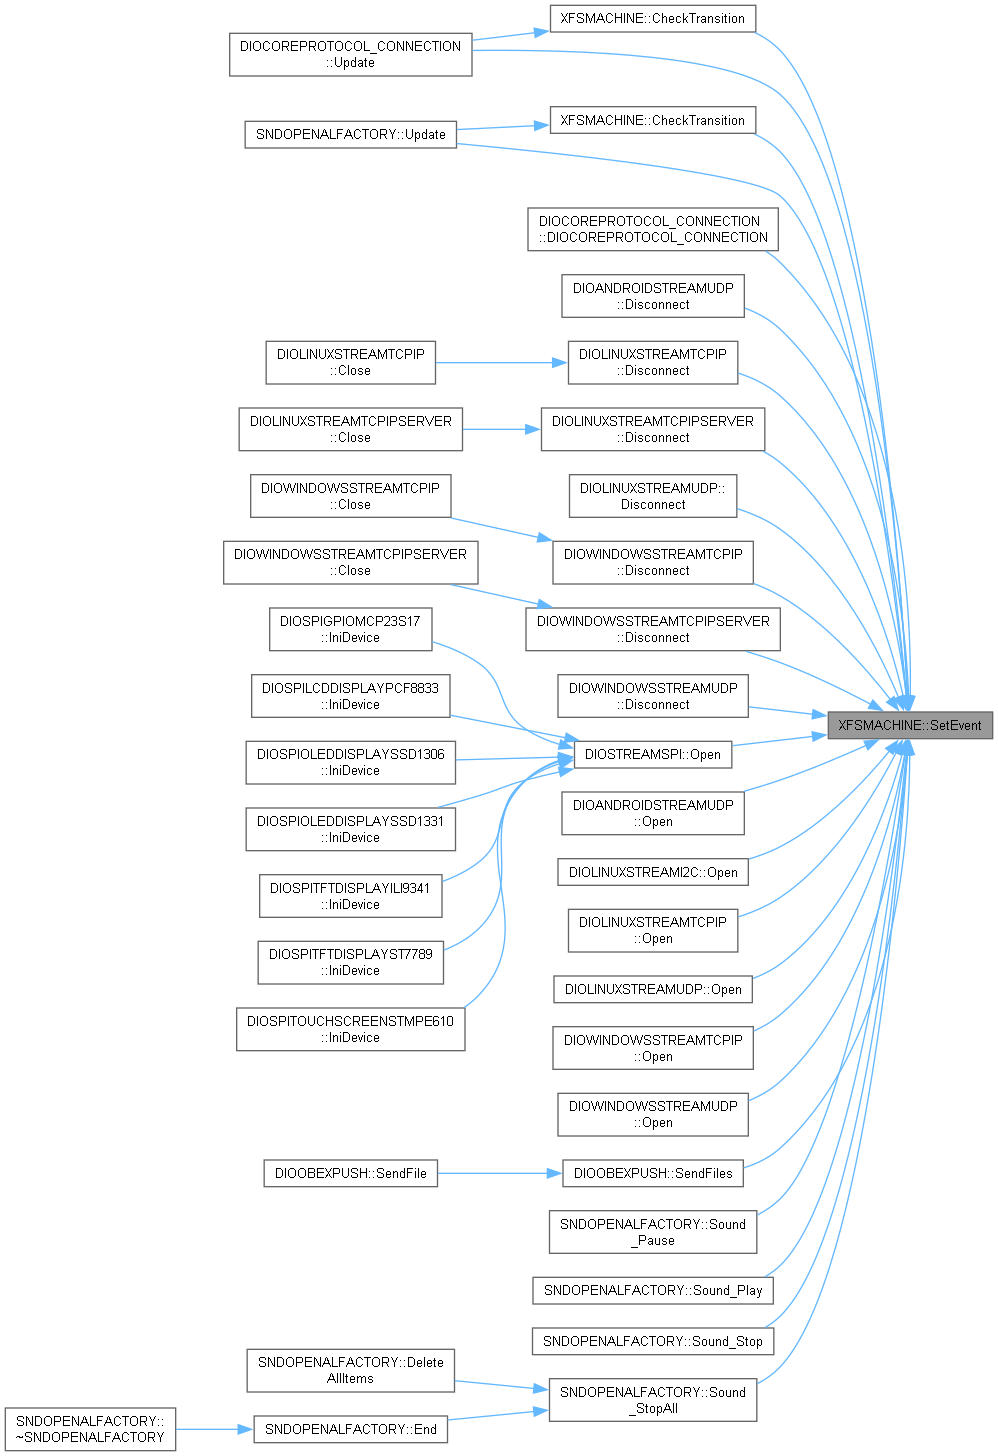 XFSMACHINE::CheckTransition
DIOCOREPROTOCOL_CONNECTION
::Update
XFSMACHINE::CheckTransition
SNDOPENALFACTORY::Update
DIOCOREPROTOCOL_CONNECTION
::DIOCOREPROTOCOL_CONNECTION
DIOANDROIDSTREAMUDP
::Disconnect
DIOLINUXSTREAMTCPIP
::Close
DIOLINUXSTREAMTCPIP
::Disconnect
DIOLINUXSTREAMTCPIPSERVER
::Close
DIOLINUXSTREAMTCPIPSERVER
::Disconnect
DIOWINDOWSSTREAMTCPIP
::Close
DIOLINUXSTREAMUDP::
Disconnect
DIOWINDOWSSTREAMTCPIPSERVER
::Close
DIOWINDOWSSTREAMTCPIP
::Disconnect
DIOSPIGPIOMCP23S17
::IniDevice
DIOWINDOWSSTREAMTCPIPSERVER
::Disconnect
DIOSPILCDDISPLAYPCF8833
::IniDevice
DIOWINDOWSSTREAMUDP
::Disconnect
XFSMACHINE::SetEvent
DIOSPIOLEDDISPLAYSSD1306
::IniDevice
DIOSTREAMSPI::Open
DIOSPIOLEDDISPLAYSSD1331
::IniDevice
DIOANDROIDSTREAMUDP
::Open
DIOSPITFTDISPLAYILI9341
::IniDevice
DIOLINUXSTREAMI2C::Open
DIOSPITFTDISPLAYST7789
::IniDevice
DIOLINUXSTREAMTCPIP
::Open
DIOSPITOUCHSCREENSTMPE610
::IniDevice
DIOLINUXSTREAMUDP::Open
DIOWINDOWSSTREAMTCPIP
::Open
DIOWINDOWSSTREAMUDP
::Open
DIOOBEXPUSH::SendFile
DIOOBEXPUSH::SendFiles
SNDOPENALFACTORY::Sound
_Pause
SNDOPENALFACTORY::Sound_Play
SNDOPENALFACTORY::Sound_Stop
SNDOPENALFACTORY::Delete
AllItems
SNDOPENALFACTORY::Sound
_StopAll
SNDOPENALFACTORY::
~SNDOPENALFACTORY
SNDOPENALFACTORY::End